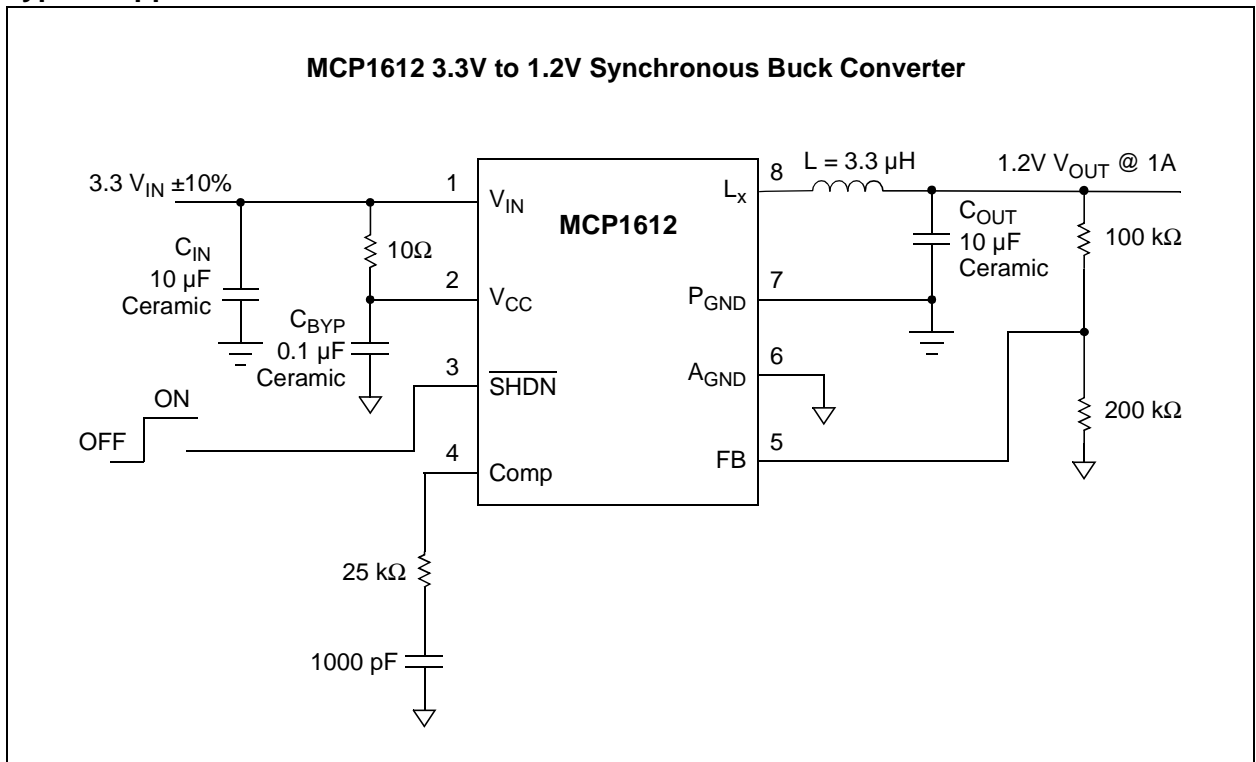 MCP1612 3.3V to 1.2V Synchronous Buck Converter
3.3 VIN ±10%
1
VIN
MCP1612
Lx
8
L = 3.3 µH
1.2V VOUT @ 1A
CIN
10 µF
Ceramic
10Ω
COUT
10 µF
Ceramic
100 kΩ
2
VCC
PGND
7
CBYP
0.1 µF
Ceramic
3
SHDN
AGND
6
ON
OFF
200 kΩ
4
Comp
FB
5
25 kΩ
1000 pF